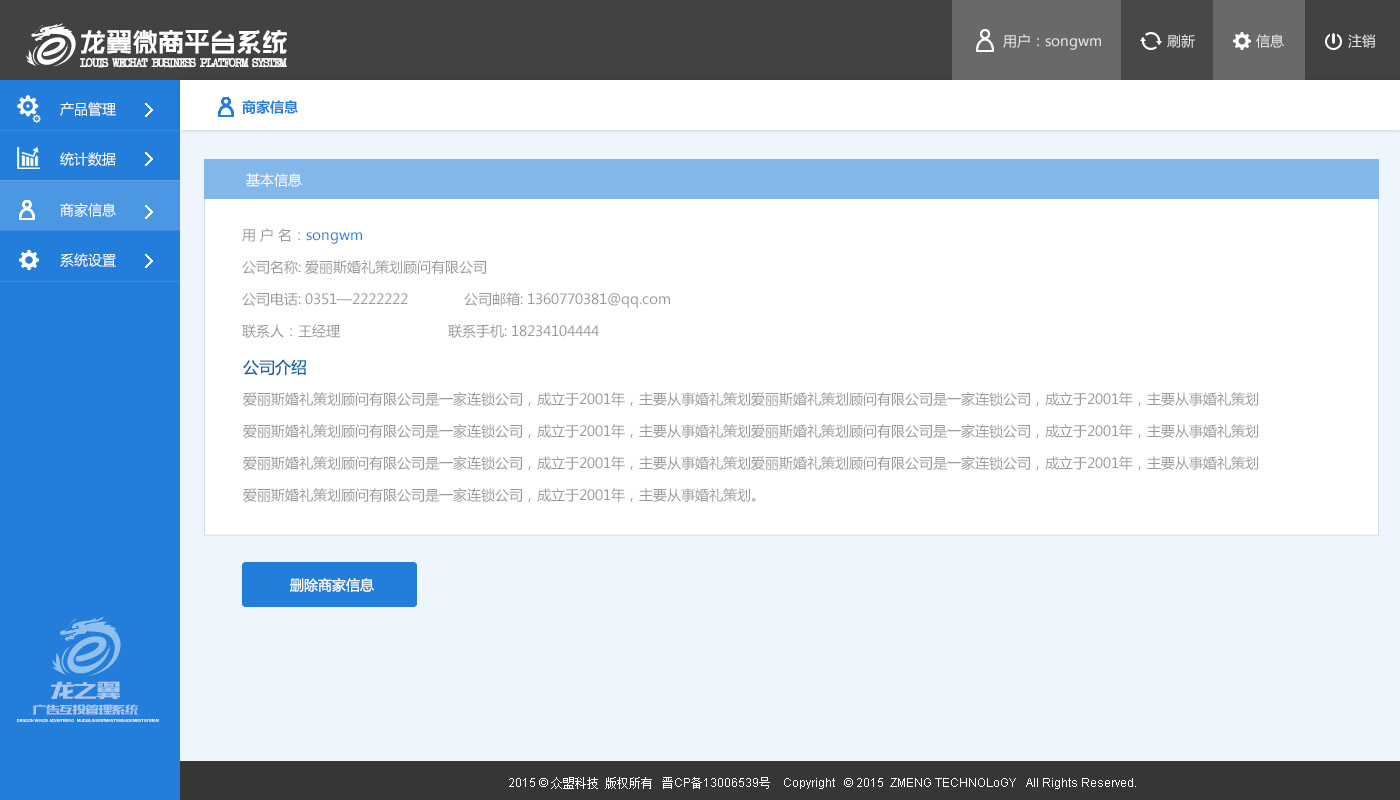 龙翼微商平台系统
LOUIS WECHAT BUSINESS PLATFORM SYSTEM
用户：songwm
刷新
信息
注销
产品管理
统计数据
商家信息
系统设置
商家信息
基本信息
用 户 名：songwm
公司名称: 爱丽斯婚礼策划顾问有限公司
公司电话: 0351—2222222 公司邮箱: 1360770381@qq.com
联系人：王经理 联系手机: 18234104444
公司介绍
爱丽斯婚礼策划顾问有限公司是一家连锁公司，成立于2001年，主要从事婚礼策划爱丽斯婚礼策划顾问有限公司是一家连锁公司，成立于2001年，主要从事婚礼策划
爱丽斯婚礼策划顾问有限公司是一家连锁公司，成立于2001年，主要从事婚礼策划爱丽斯婚礼策划顾问有限公司是一家连锁公司，成立于2001年，主要从事婚礼策划
爱丽斯婚礼策划顾问有限公司是一家连锁公司，成立于2001年，主要从事婚礼策划爱丽斯婚礼策划顾问有限公司是一家连锁公司，成立于2001年，主要从事婚礼策划
爱丽斯婚礼策划顾问有限公司是一家连锁公司，成立于2001年，主要从事婚礼策划。
删除商家信息
龙之翼
广告互投管理系统
2015 © 众盟科技 版权所有 晋CP备13006539号 Copyright © 2015 ZMENG TECHNOLoGY All Rights Reserved.